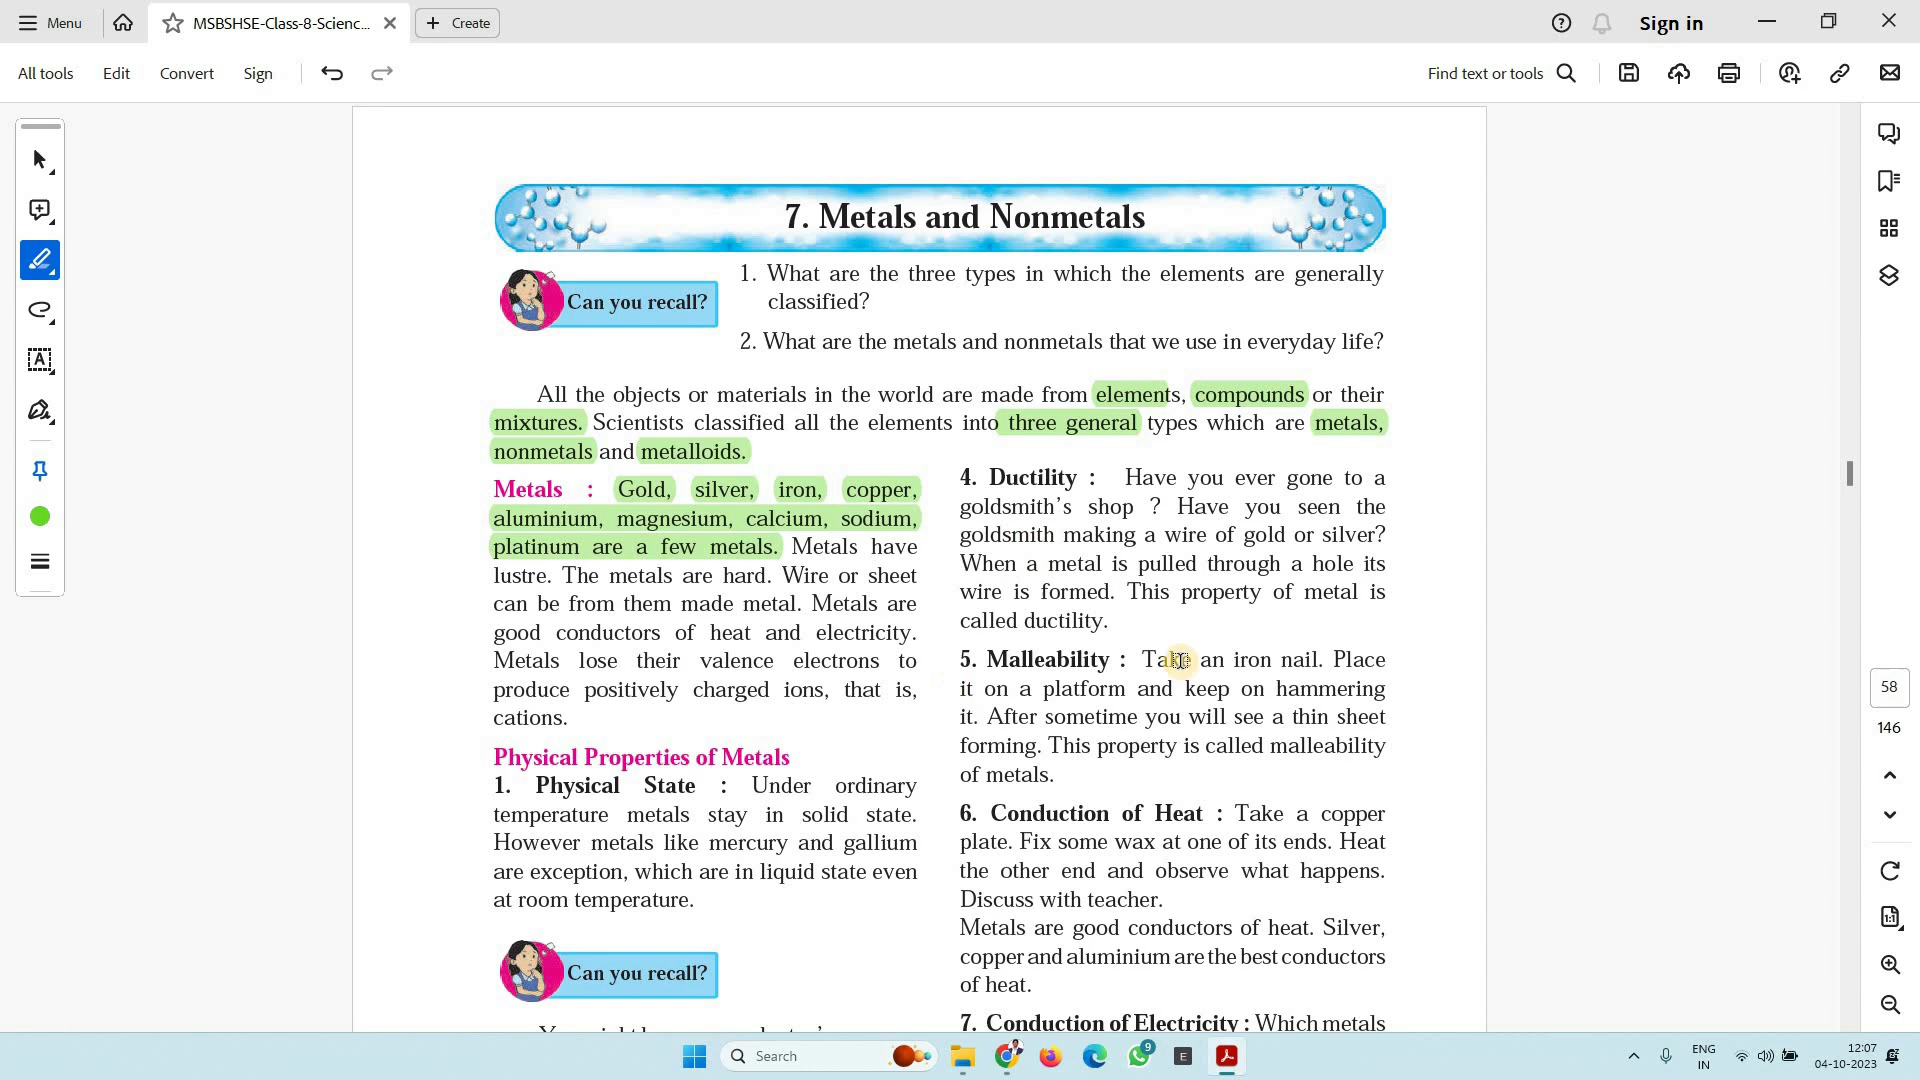 Menu
MSBSHSE-Class-8-Scienc...
Create
Sign in
All tools
Edit
Convert
Sign
Find text or tools
7. Metals and Nonmetals
Can you recall?
1. What are the three types in which the elements are generally
classified?
2. What are the metals and nonmetals that we use in everyday life?
All the objects or materials in the world are made from elements, compounds or their
mixtures. Scientists classified all the elements into three general types which are metals,
nonmetals and metalloids.
Metals : Gold, silver, iron, copper,
aluminium, magnesium, calcium, sodium,
platinum are a few metals. Metals have
lustre. The metals are hard. Wire or sheet
can be from them made metal. Metals are
good conductors of heat and electricity.
Metals lose their valence electrons to
produce positively charged ions, that is,
cations.
Physical Properties of Metals
1. Physical State : Under ordinary
temperature metals stay in solid state.
However metals like mercury and gallium
are exception, which are in liquid state even
at room temperature.
Can you recall?
4. Ductility : Have you ever gone to a
goldsmith's shop ? Have you seen the
goldsmith making a wire of gold or silver?
When a metal is pulled through a hole its
wire is formed. This property of metal is
called ductility.
5. Malleability : Take an iron nail. Place
it on a platform and keep on hammering
it. After sometime you will see a thin sheet
forming. This property is called malleability
of metals.
6. Conduction of Heat : Take a copper
plate. Fix some wax at one of its ends. Heat
the other end and observe what happens.
Discuss with teacher.
Metals are good conductors of heat. Silver,
copper and aluminium are the best conductors
of heat.
7. Conduction of Electricity : Which metals
58
146
Search
9
E
ENG
IN
12:07
04-10-2023